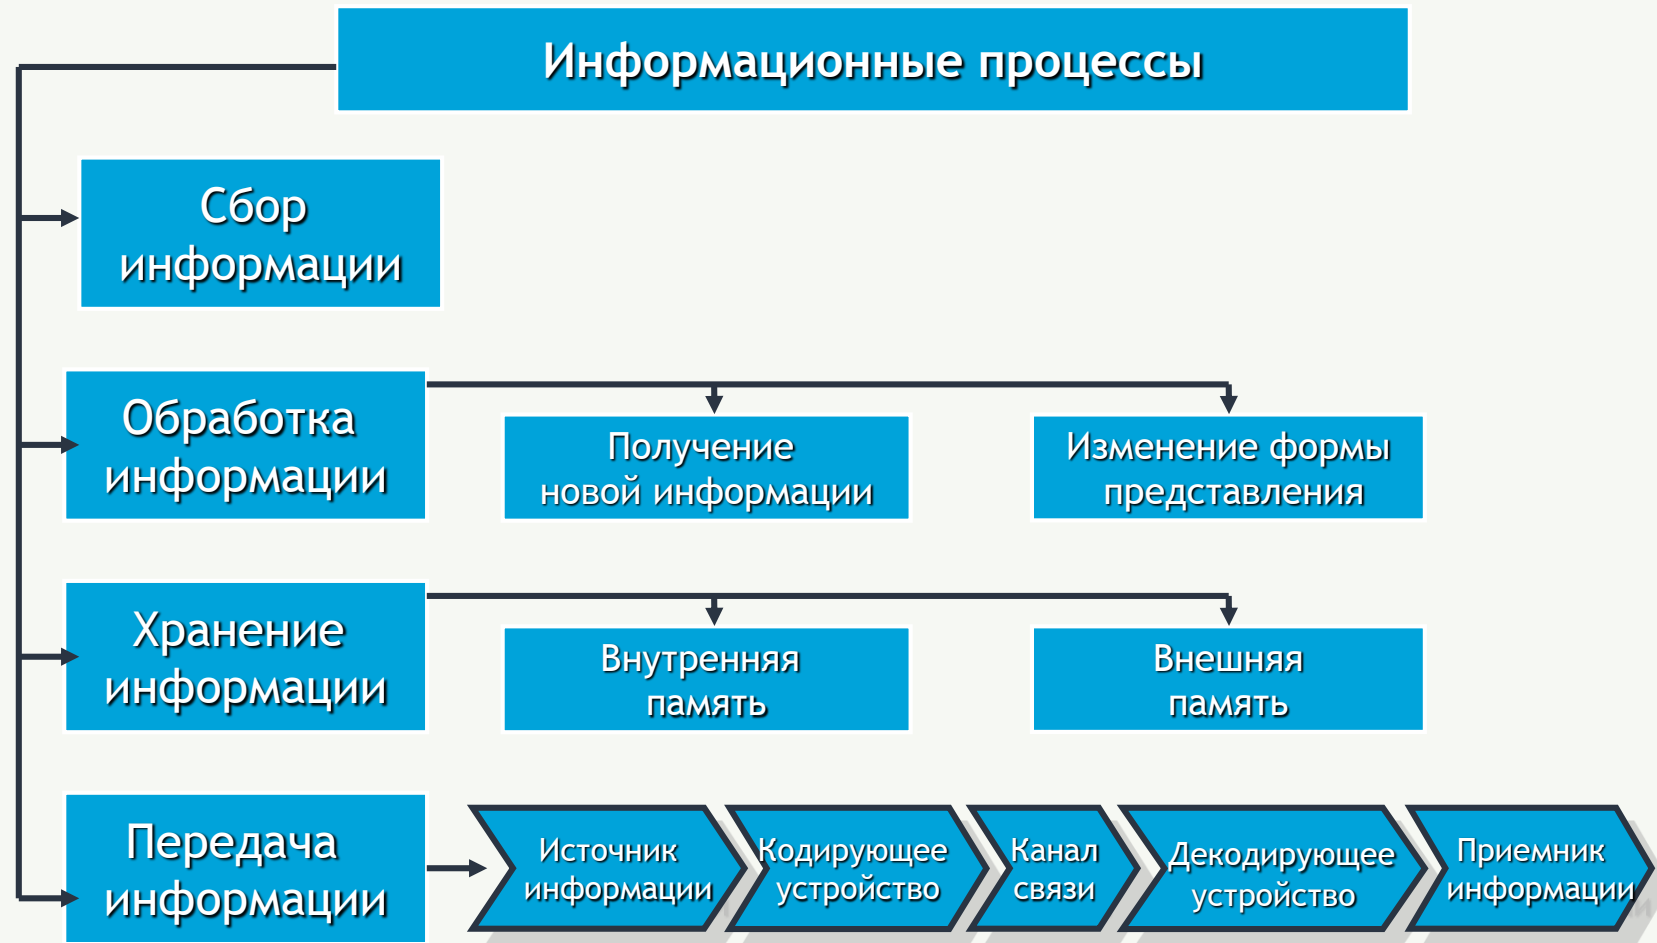 Информационные процессы
Сбор
информации
Обработка
информации
Получение
новой информации
Изменение формы
представления
Хранение
информации
Внутренняя
память
Внешняя
память
Передача
информации
Источник
информации
Кодирующее
устройство
Канал
связи
Декодирующее
устройство
Приемник
информации